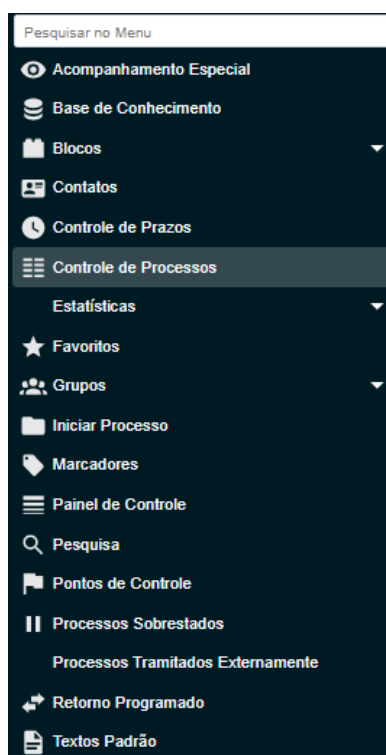 Pesquisar no Menu
Acompanhamento Especial
Base de Conhecimento
Blocos
Contatos
Controle de Prazos
Controle de Processos
Estatísticas
Favoritos
Grupos
Iniciar Processo
Marcadores
Painel de Controle
Pesquisa
Pontos de Controle
Processos Sobrestados
Processos Tramitados Externamente
Retorno Programado
Textos Padrão